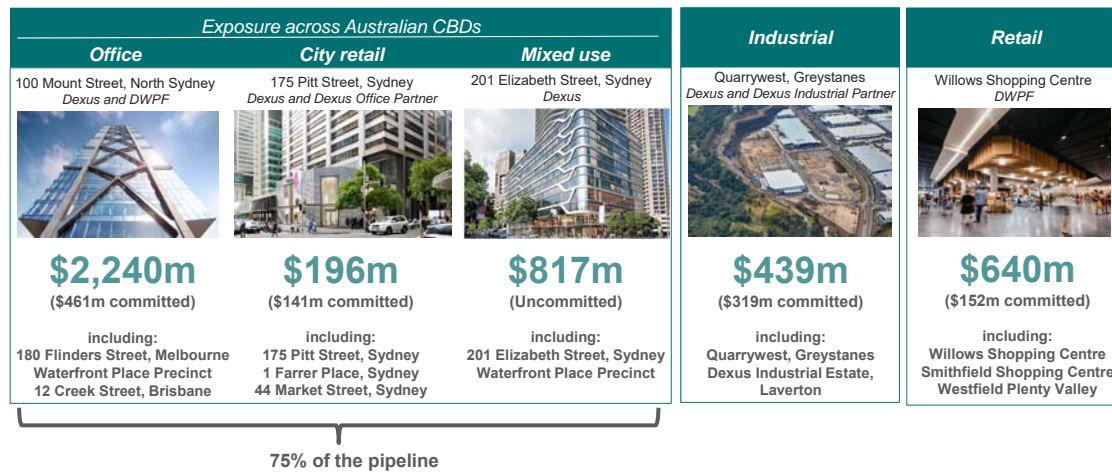 Exposure across Australian CBDs
Office
100 Mount Street, North Sydney
Dexus and DWPF
$2,240m
($461m committed)
including:
180 Flinders Street, Melbourne
Waterfront Place Precinct
12 Creek Street, Brisbane
City retail
175 Pitt Street, Sydney
Dexus and Dexus Office Partner
$196m
($141m committed)
including:
175 Pitt Street, Sydney
1 Farrer Place, Sydney
44 Market Street, Sydney
Mixed use
201 Elizabeth Street, Sydney
Dexus
$817m
(Uncommitted)
including:
201 Elizabeth Street, Sydney
Waterfront Place Precinct
75% of the pipeline
Industrial
Quarrywest, Greystanes
Dexus and Dexus Industrial Partner
$439m
($319m committed)
including:
Quarrywest, Greystanes
Dexus Industrial Estate,
Laverton
Retail
Willows Shopping Centre
DWPF
$640m
($152m committed)
including:
Willows Shopping Centre
Smithfield Shopping Centre
Westfield Plenty Valley